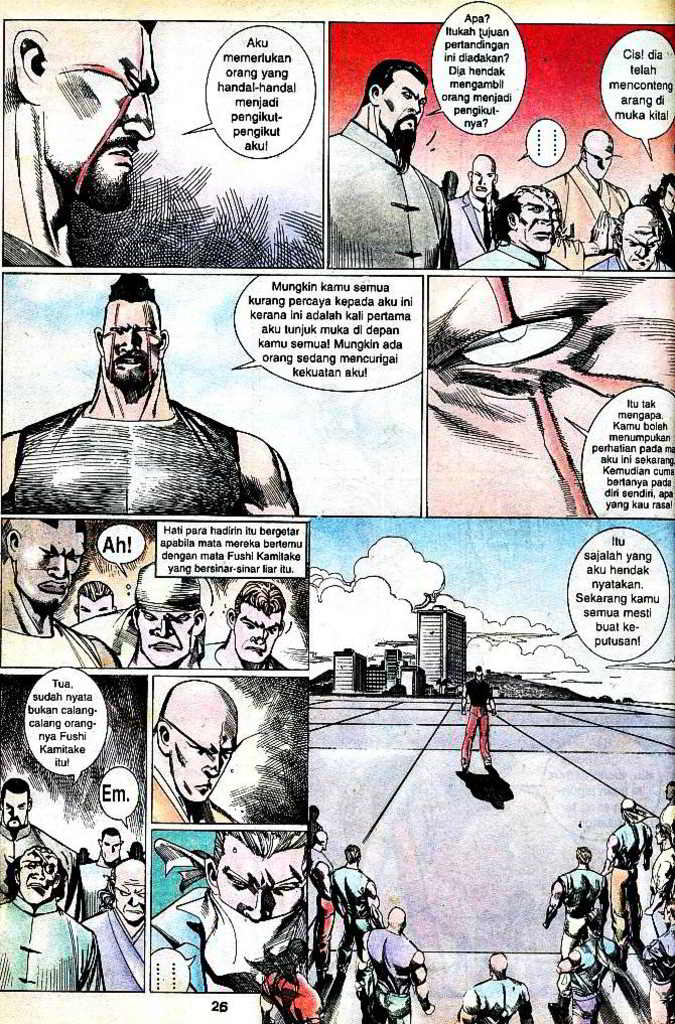 Aku
memerlukan
orang yang
handal-handal
menjadi
pengikut-
pengikut
aku!
Apa?
Itukah tujuan
pertandingan
ini diadakan?
Dia hendak
mengambil
orang menjadi
pengikut-
nya?
Cis! dia
telah
menconteng
arang di
muka kita!
Mungkin kamu semua
kurang percaya kepada aku ini
kerana ini adalah kali pertama
aku tunjuk muka di depan
kamu semua! Mungkin ada
orang sedang mencurigai
kekuatan aku!
Itu tak
mengapa.
Kamu boleh
menumpukan
perhatian pada ma
aku ini sekarang.
Kemudian cuma
bertanya pada
diri sendiri, apa
yang kau rasa!
Ah!
Hati para hadirin itu bergetar
apabila mata mereka bertemu
dengan mata Fushi Kamitake
yang bersinar-sinar liar itu.
Itu
sajalah yang
aku hendak
nyatakan.
Sekarang kamu
semua mesti
buat ke-
putusan!
Tua,
sudah nyata
bukan calang-
calang orang-
nya Fushi
Kamitake
itu!
Em.
26